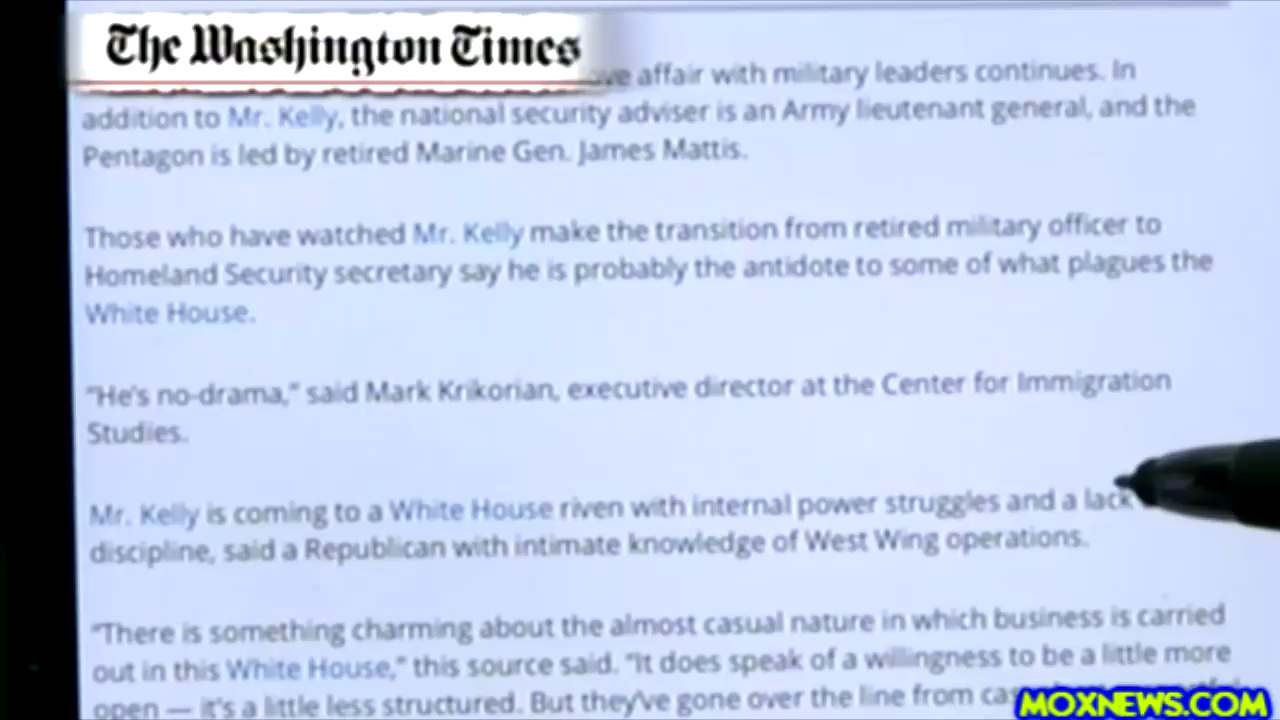 The Washington Times
ve affair with military leaders continues. In
addition to Mr. Kelly, the national security adviser is an Army lieutenant general, and the
Pentagon is led by retired Marine Gen. James Mattis.
Those who have watched Mr. Kelly make the transition from retired military officer to
Homeland Security secretary say he is probably the antidote to some of what plagues the
White House.
"He's no-drama," said Mark Krikorian, executive director at the Center for Immigration
Studies.
Mr. Kelly is coming to a White House riven with internal power struggles and a lack
discipline, said a Republican with intimate knowledge of West Wing operations.
"There is something charming about the almost casual nature in which business is carried
out in this White House," this source said. "It does speak of a willingness to be a little more
open — it's a little less structured. But they've gone over the line from
MOXNEWS.COM